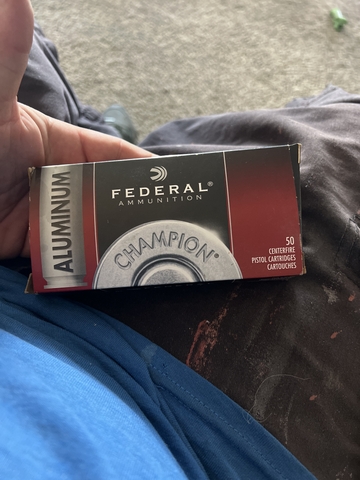 ALUMINUM
FEDERAL®
AMMUNITION
CHAMPION®
50
CENTERFIRE
PISTOL CARTRIDGES
CARTOUCHES